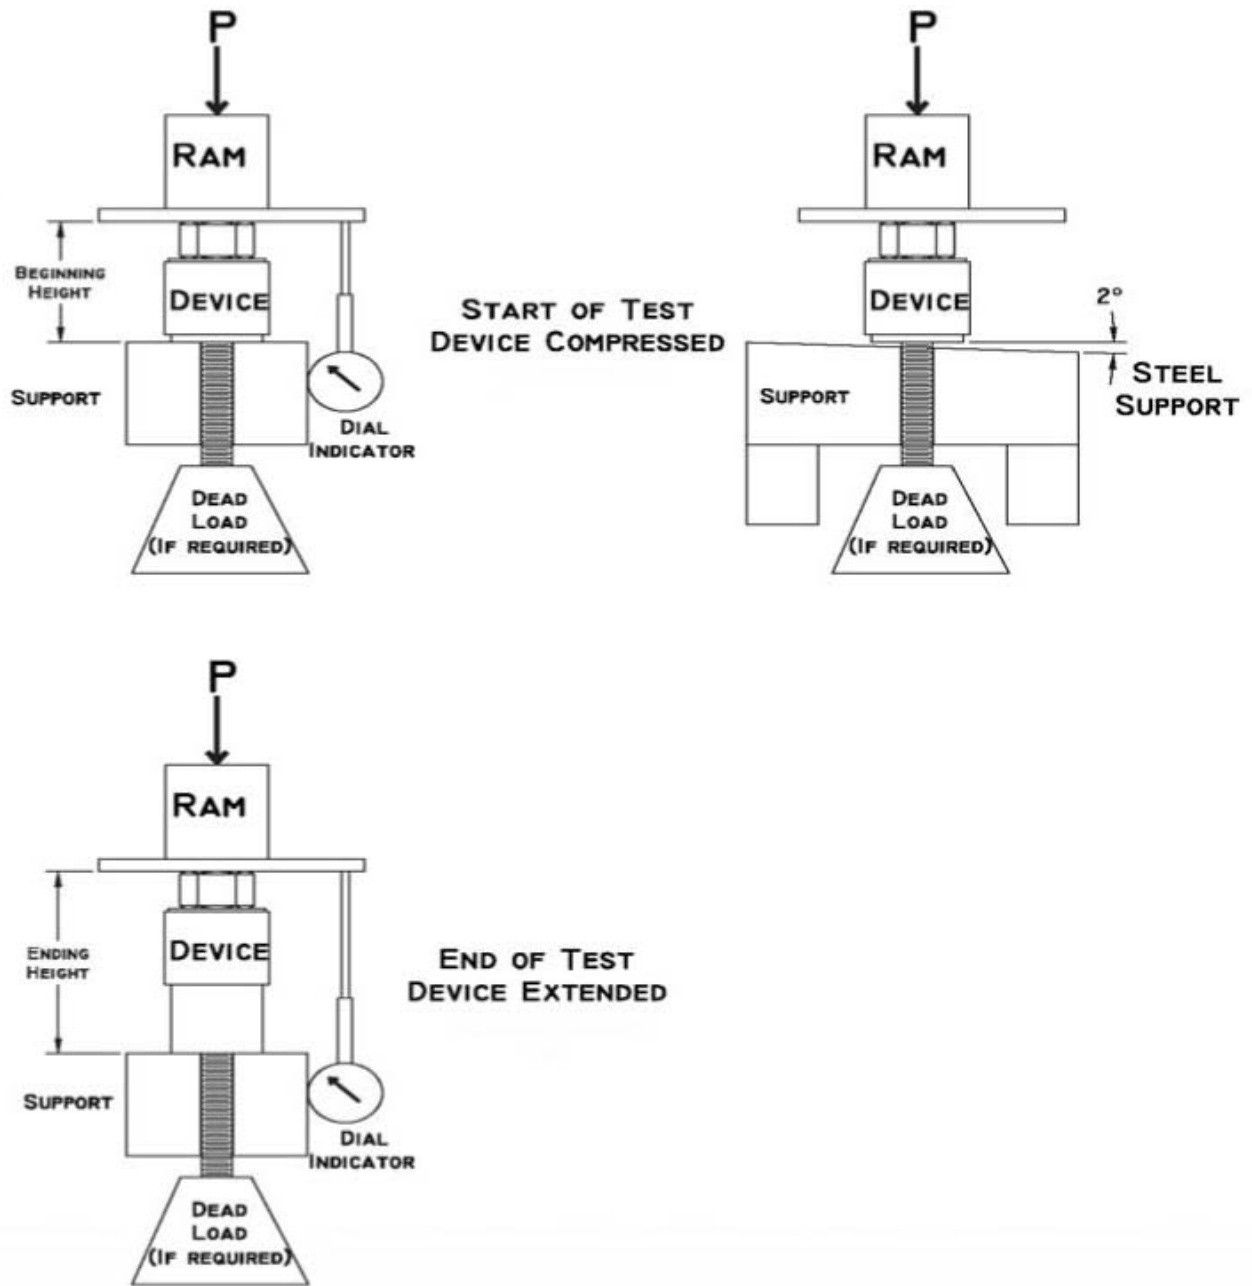 P
RAM
BEGINNING
HEIGHT
DEVICE
SUPPORT
DIAL
INDICATOR
DEAD
LOAD
(IF REQUIRED)
START OF TEST
DEVICE COMPRESSED
P
RAM
DEVICE
2°
STEEL
SUPPORT
SUPPORT
DEAD
LOAD
(IF REQUIRED)
P
RAM
ENDING
HEIGHT
DEVICE
SUPPORT
DIAL
INDICATOR
DEAD
LOAD
(IF REQUIRED)
END OF TEST
DEVICE EXTENDED